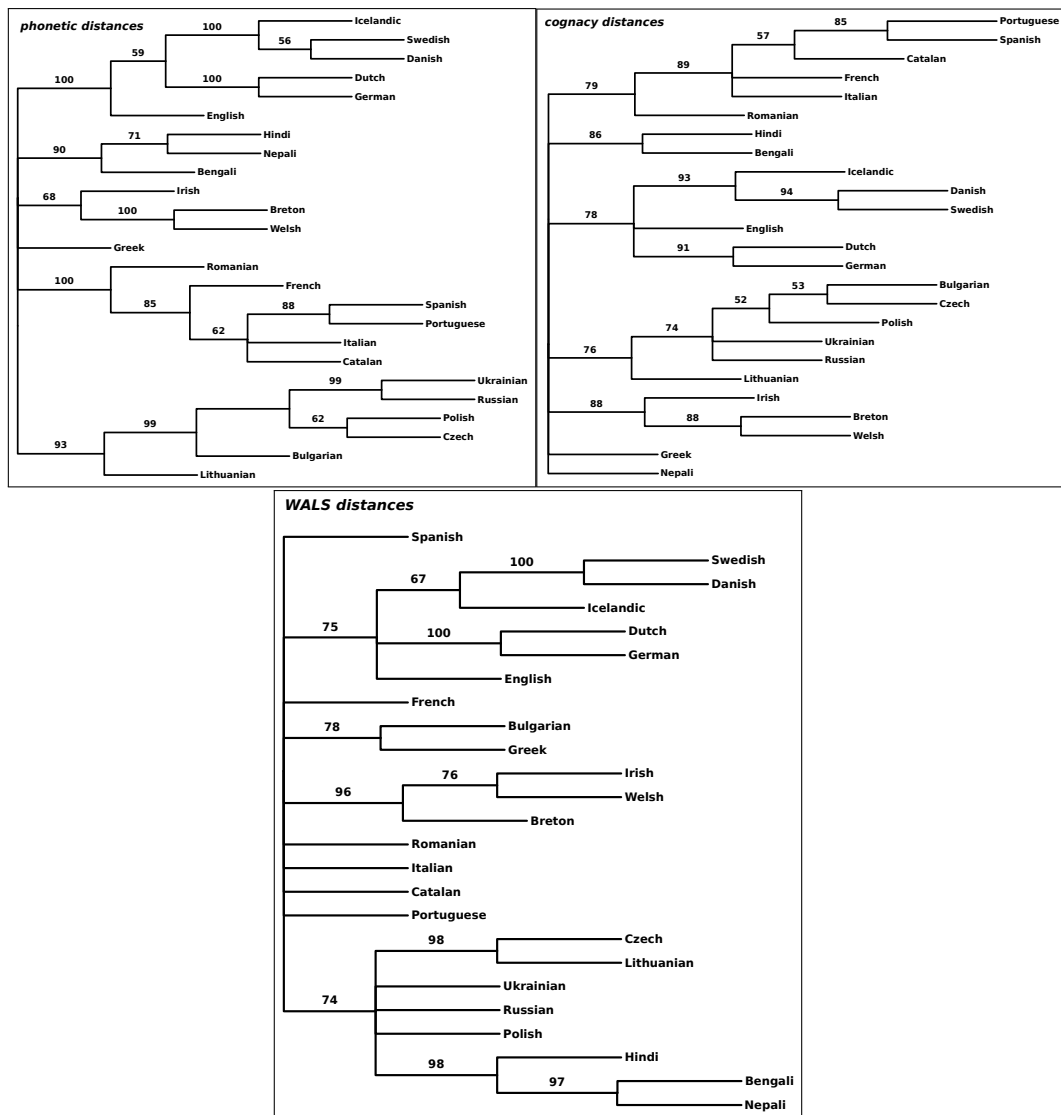 phonetic distances
Icelandic
100
Swedish
56
Danish
59
Dutch
100
German
100
English
Hindi
71
Nepali
90
Bengali
Irish
68
Breton
100
Welsh
Greek
Romanian
100
French
85
Spanish
88
Portuguese
62
Italian
Catalan
Ukrainian
99
Russian
Polish
62
Czech
99
Bulgarian
93
Lithuanian
cognacy distances
Portuguese
85
Spanish
57
Catalan
89
French
79
Italian
Romanian
Hindi
86
Bengali
Icelandic
93
Danish
94
Swedish
78
English
Dutch
91
German
Bulgarian
53
Czech
52
Polish
74
Ukrainian
76
Russian
Lithuanian
Irish
88
Breton
88
Welsh
Greek
Nepali
WALS distances
Spanish
Swedish
100
Danish
67
Icelandic
75
Dutch
100
German
English
French
Bulgarian
78
Greek
Irish
76
Welsh
96
Breton
Romanian
Italian
Catalan
Portuguese
Czech
98
Lithuanian
Ukrainian
74
Russian
Polish
Hindi
98
Bengali
97
Nepali